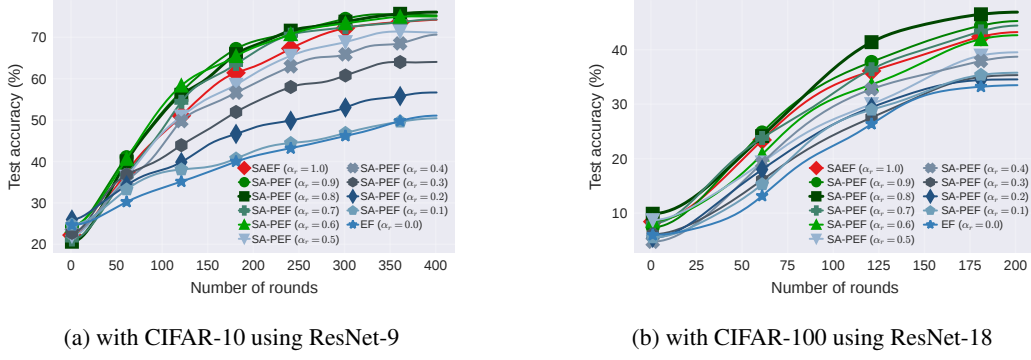 Test accuracy (%)
70
60
50
40
30
20
0
50
100
150
200
250
300
350
400
Number of rounds
SAEF (αr = 1.0)
SA-PEF (αr = 0.9)
SA-PEF (αr = 0.8)
SA-PEF (αr = 0.7)
SA-PEF (αr = 0.6)
SA-PEF (αr = 0.5)
SA-PEF (αr = 0.4)
SA-PEF (αr = 0.3)
SA-PEF (αr = 0.2)
SA-PEF (αr = 0.1)
EF (αr = 0.0)
(a) with CIFAR-10 using ResNet-9
Test accuracy (%)
40
30
20
10
0
25
50
75
100
125
150
175
200
Number of rounds
SAEF (αr = 1.0)
SA-PEF (αr = 0.9)
SA-PEF (αr = 0.8)
SA-PEF (αr = 0.7)
SA-PEF (αr = 0.6)
SA-PEF (αr = 0.5)
SA-PEF (αr = 0.4)
SA-PEF (αr = 0.3)
SA-PEF (αr = 0.2)
SA-PEF (αr = 0.1)
EF (αr = 0.0)
(b) with CIFAR-100 using ResNet-18